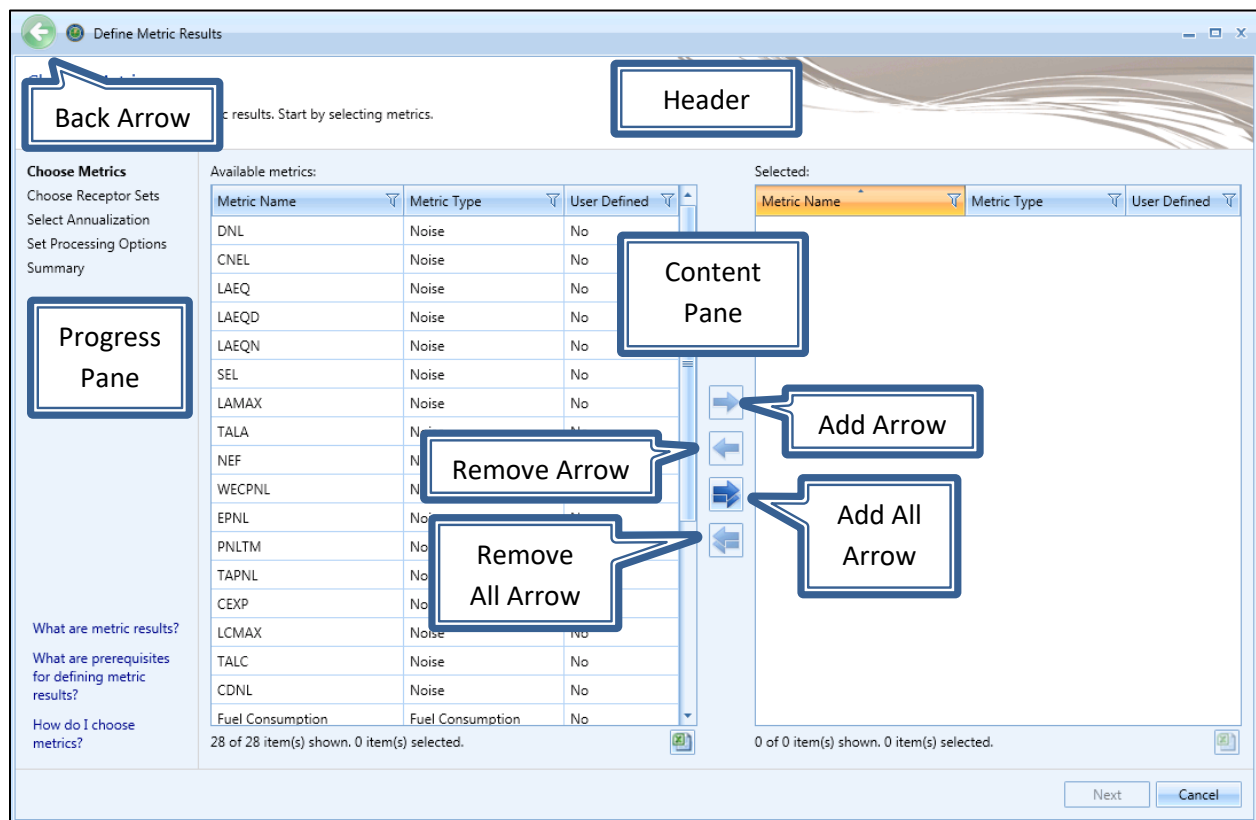 Define Metric Results
Back Arrow
Header
results. Start by selecting metrics.
Choose Metrics
Choose Receptor Sets
Select Annualization
Set Processing Options
Summary
Progress
Pane
What are metric results?
What are prerequisites
for defining metric
results?
How do I choose
metrics?
Available metrics:
Metric Name Metric Type User Defined
DNL Noise No
CNEL Noise No
LAEQ Noise No
LAEQD Noise No
LAEQN Noise No
SEL Noise No
LAMAX Noise No
TALA
NEF
WECPNL
EPNL
PNLTM
TAPNL
CEXP
LCMAX Noise No
TALC Noise No
CDNL Noise No
Fuel Consumption Fuel Consumption No
28 of 28 item(s) shown. 0 item(s) selected.
Content
Pane
Add Arrow
Remove Arrow
Add All
Arrow
Remove
All Arrow
Selected:
Metric Name Metric Type User Defined
0 of 0 item(s) shown. 0 item(s) selected.
Next Cancel